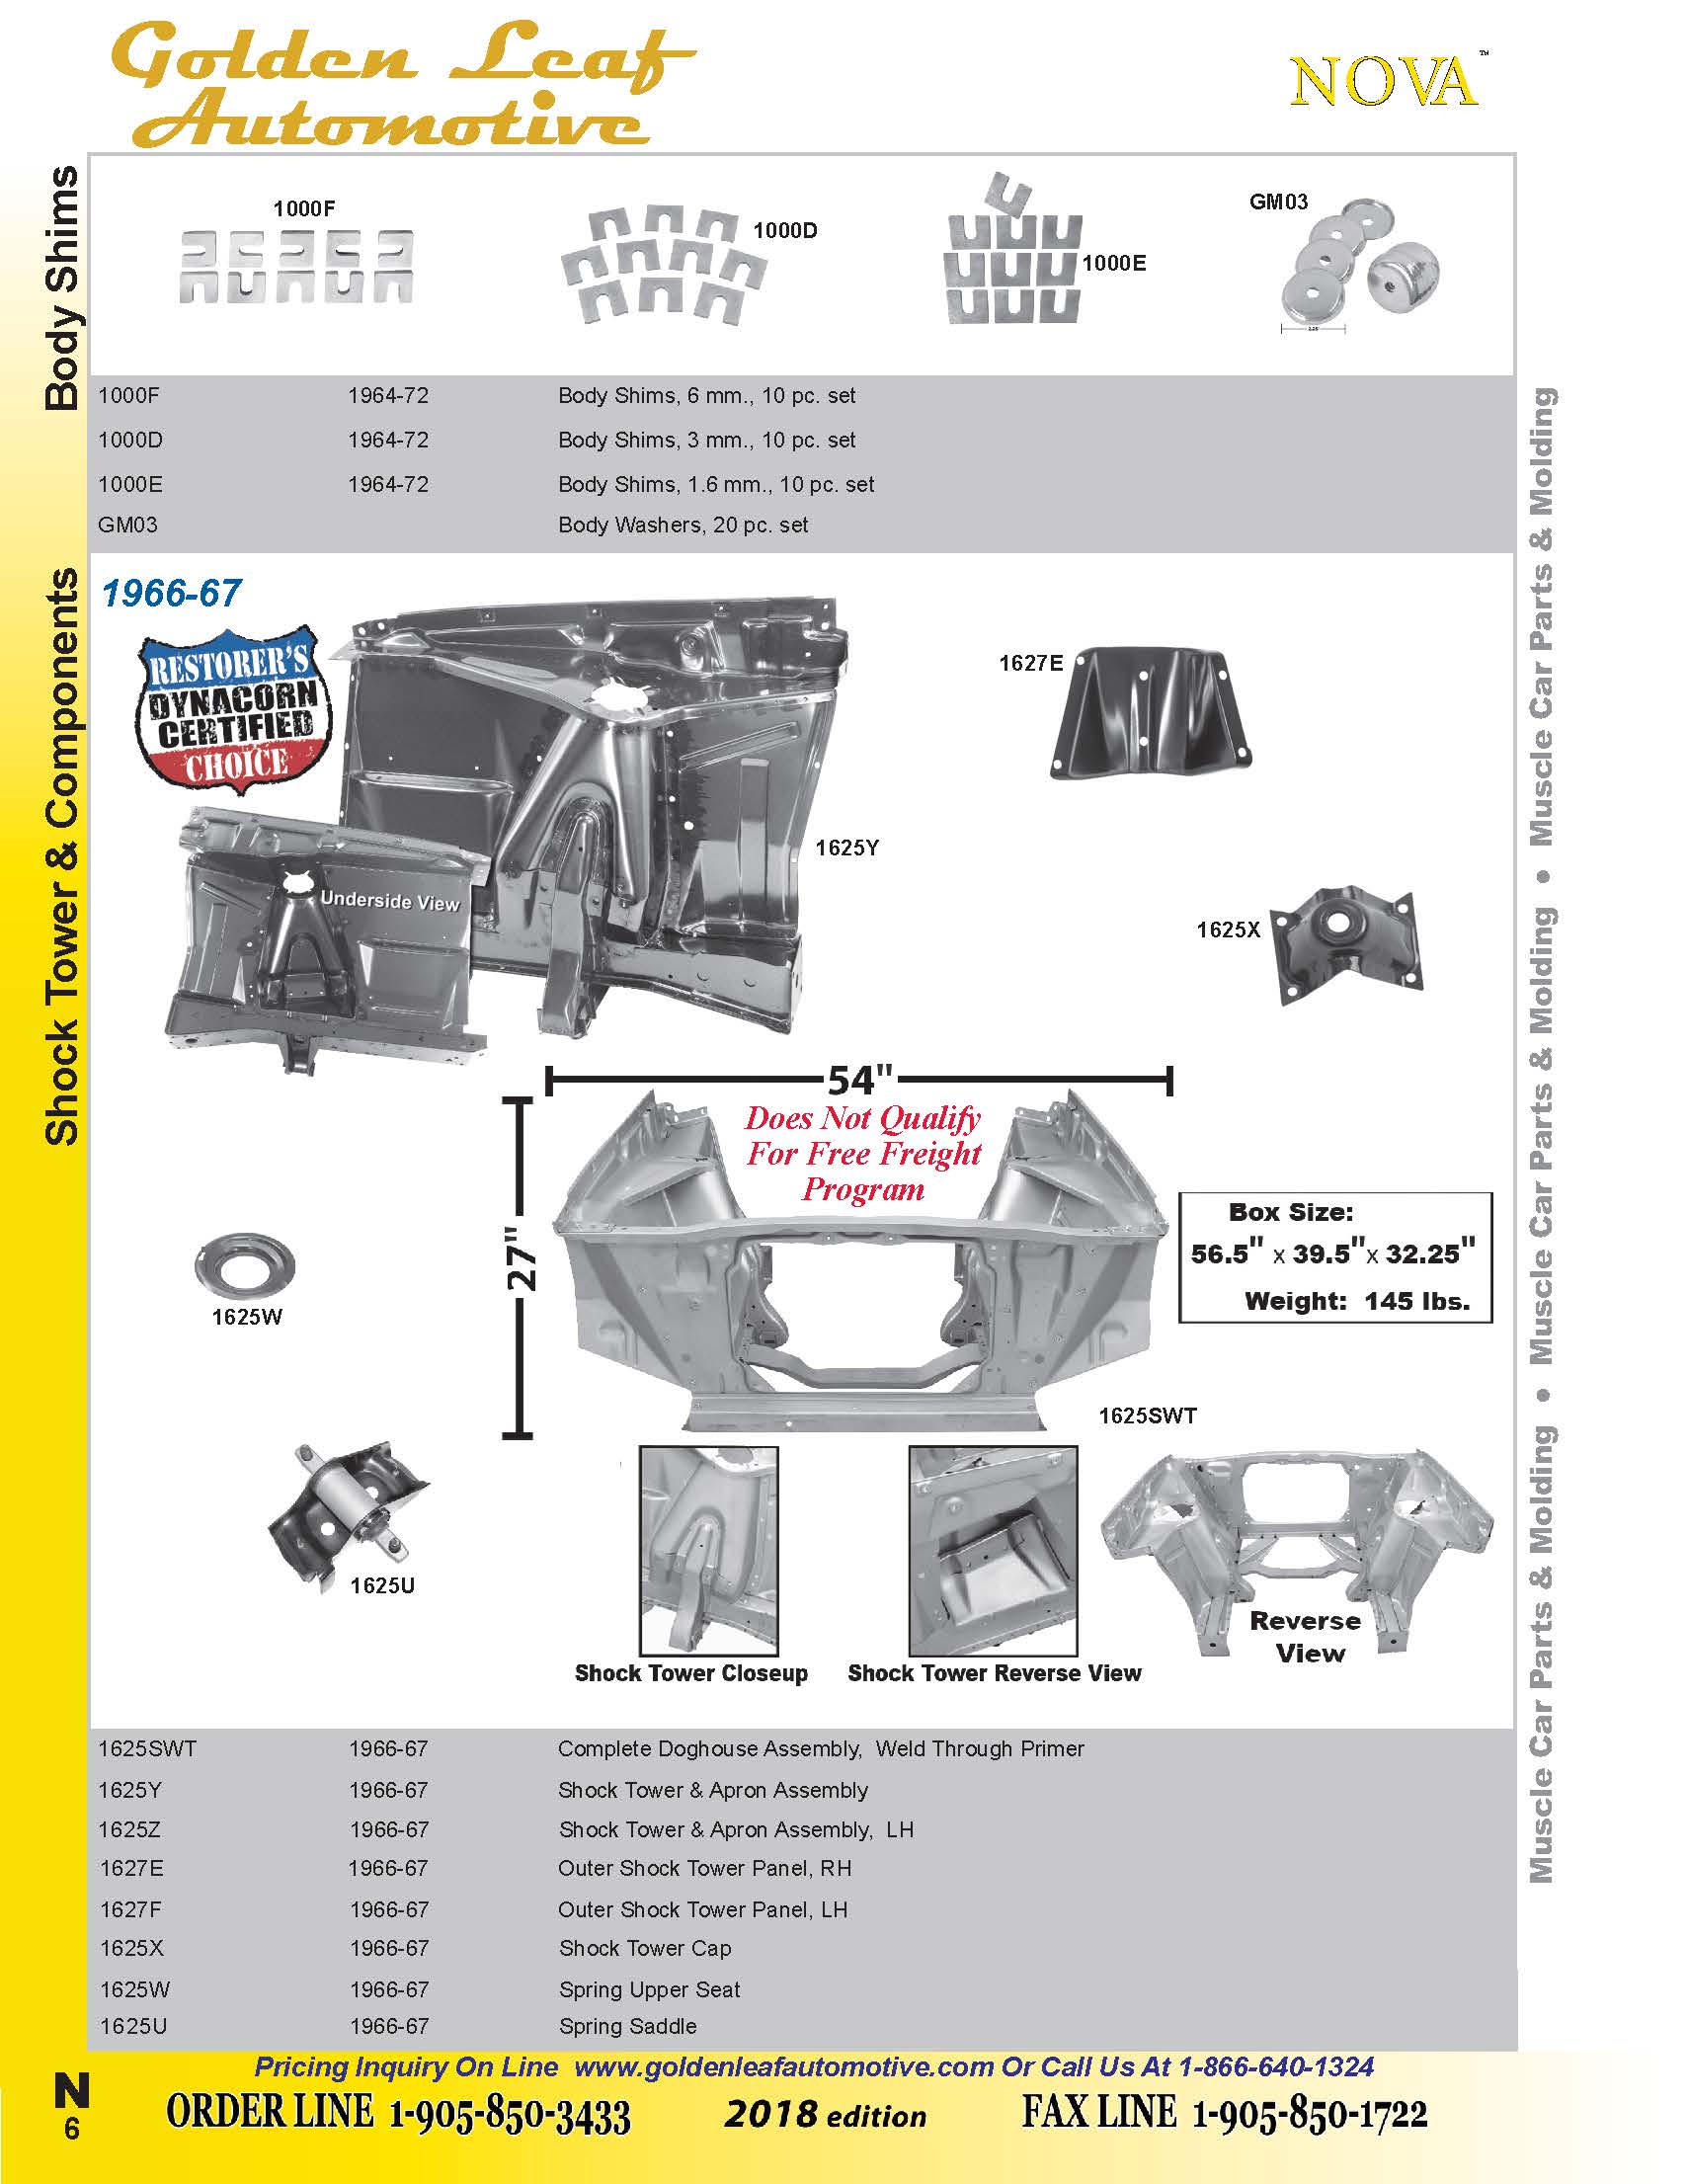 Golden Leaf
Automotive
NOVA™
Body Shims
1000F
1000D
1000E
GM03
1000F 1964-72 Body Shims, 6 mm., 10 pc. set
1000D 1964-72 Body Shims, 3 mm., 10 pc. set
1000E 1964-72 Body Shims, 1.6 mm., 10 pc. set
GM03 Body Washers, 20 pc. set
Shock Tower & Components
1966-67
RESTORER'S
DYNACORN
CERTIFIED
CHOICE
1627E
1625Y
Underside View
1625X
54"
Does Not Qualify
For Free Freight
Program
27"
Box Size:
56.5" x 39.5"x 32.25"
Weight: 145 lbs.
1625W
1625SWT
1625U
Reverse
View
Shock Tower Closeup
Shock Tower Reverse View
1625SWT 1966-67 Complete Doghouse Assembly, Weld Through Primer
1625Y 1966-67 Shock Tower & Apron Assembly
1625Z 1966-67 Shock Tower & Apron Assembly, LH
1627E 1966-67 Outer Shock Tower Panel, RH
1627F 1966-67 Outer Shock Tower Panel, LH
1625X 1966-67 Shock Tower Cap
1625W 1966-67 Spring Upper Seat
1625U 1966-67 Spring Saddle
Muscle Car Parts & Molding • Muscle Car Parts & Molding • Muscle Car Parts & Molding
Pricing Inquiry On Line www.goldenleafautomotive.com Or Call Us At 1-866-640-1324
N
6
ORDER LINE 1-905-850-3433
2018 edition
FAX LINE 1-905-850-1722